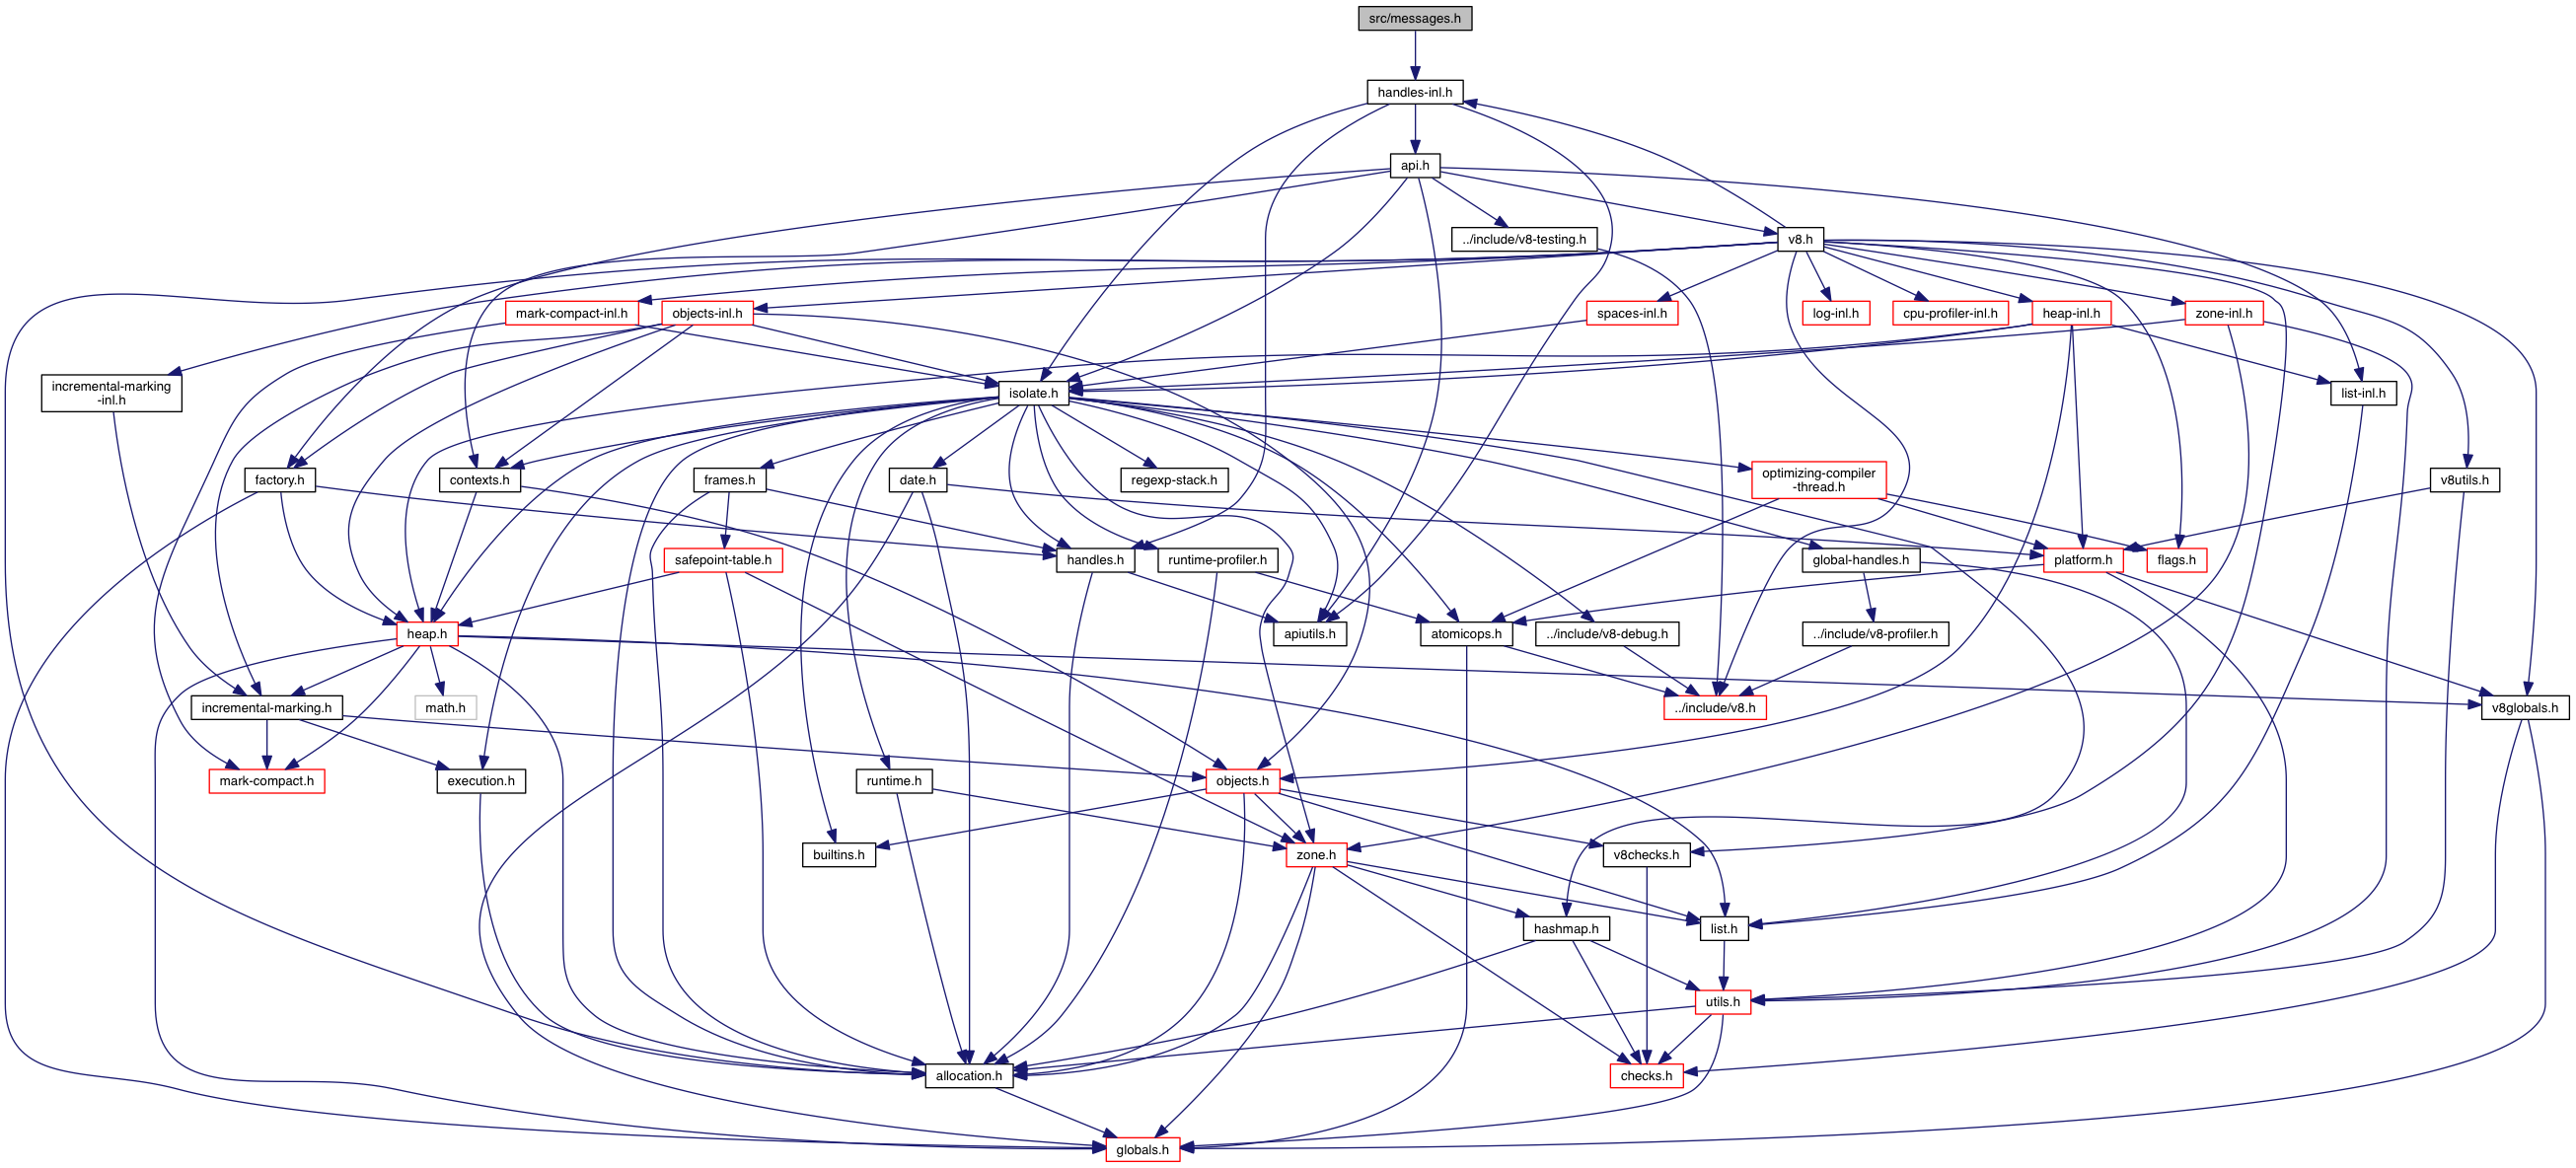 src/messages.h
handles-inl.h
api.h
../include/v8-testing.h
v8.h
mark-compact-inl.h
objects-inl.h
spaces-inl.h
log-inl.h
cpu-profiler-inl.h
heap-inl.h
zone-inl.h
incremental-marking
-inl.h
isolate.h
list-inl.h
factory.h
contexts.h
frames.h
date.h
regexp-stack.h
optimizing-compiler
-thread.h
v8utils.h
safepoint-table.h
handles.h
runtime-profiler.h
global-handles.h
platform.h
flags.h
heap.h
apiutils.h
atomicops.h
../include/v8-debug.h
../include/v8-profiler.h
incremental-marking.h
math.h
../include/v8.h
v8globals.h
mark-compact.h
execution.h
runtime.h
objects.h
builtins.h
zone.h
v8checks.h
hashmap.h
list.h
utils.h
allocation.h
checks.h
globals.h